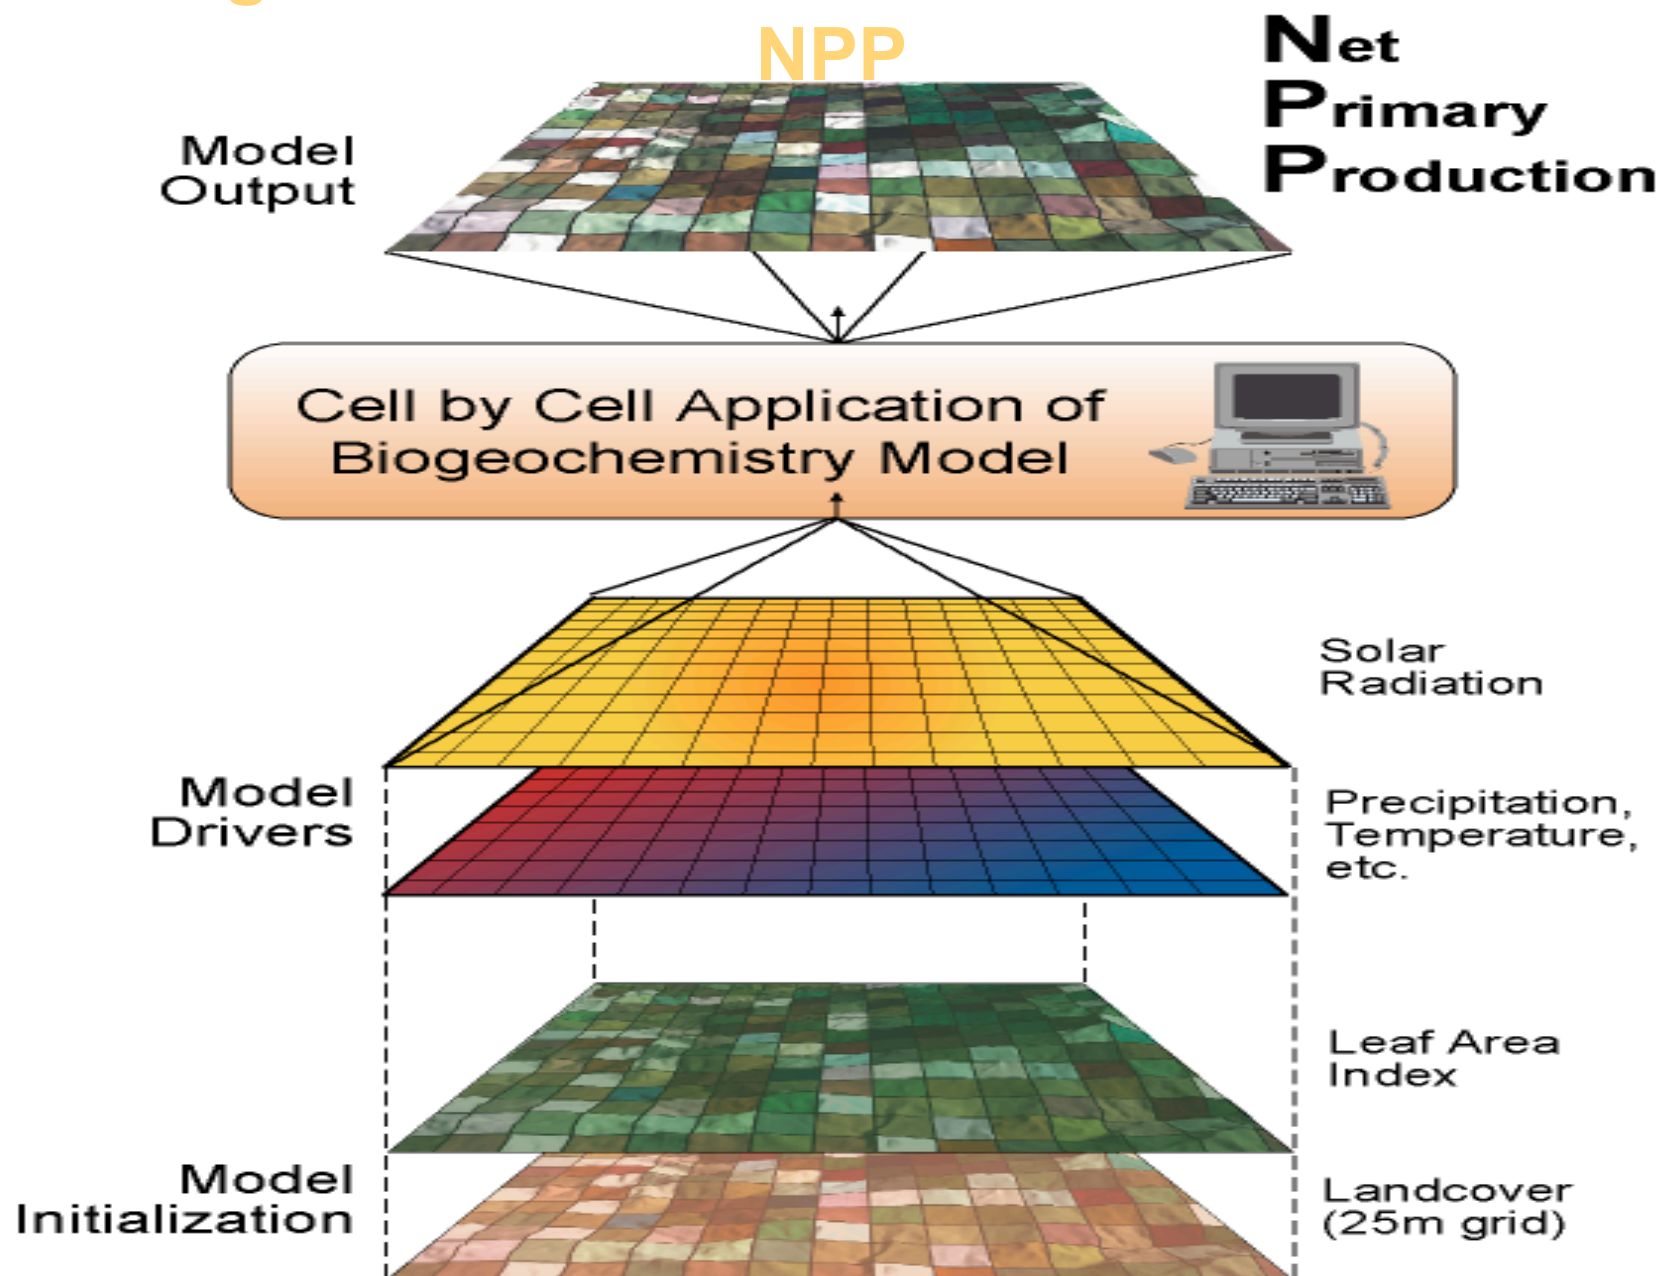 NPP
Net
Primary
Production
Model
Output
Cell by Cell Application of
Biogeochemistry Model
Solar
Radiation
Model
Drivers
Precipitation,
Temperature,
etc.
Leaf Area
Index
Model
Initialization
Landcover
(25m grid)